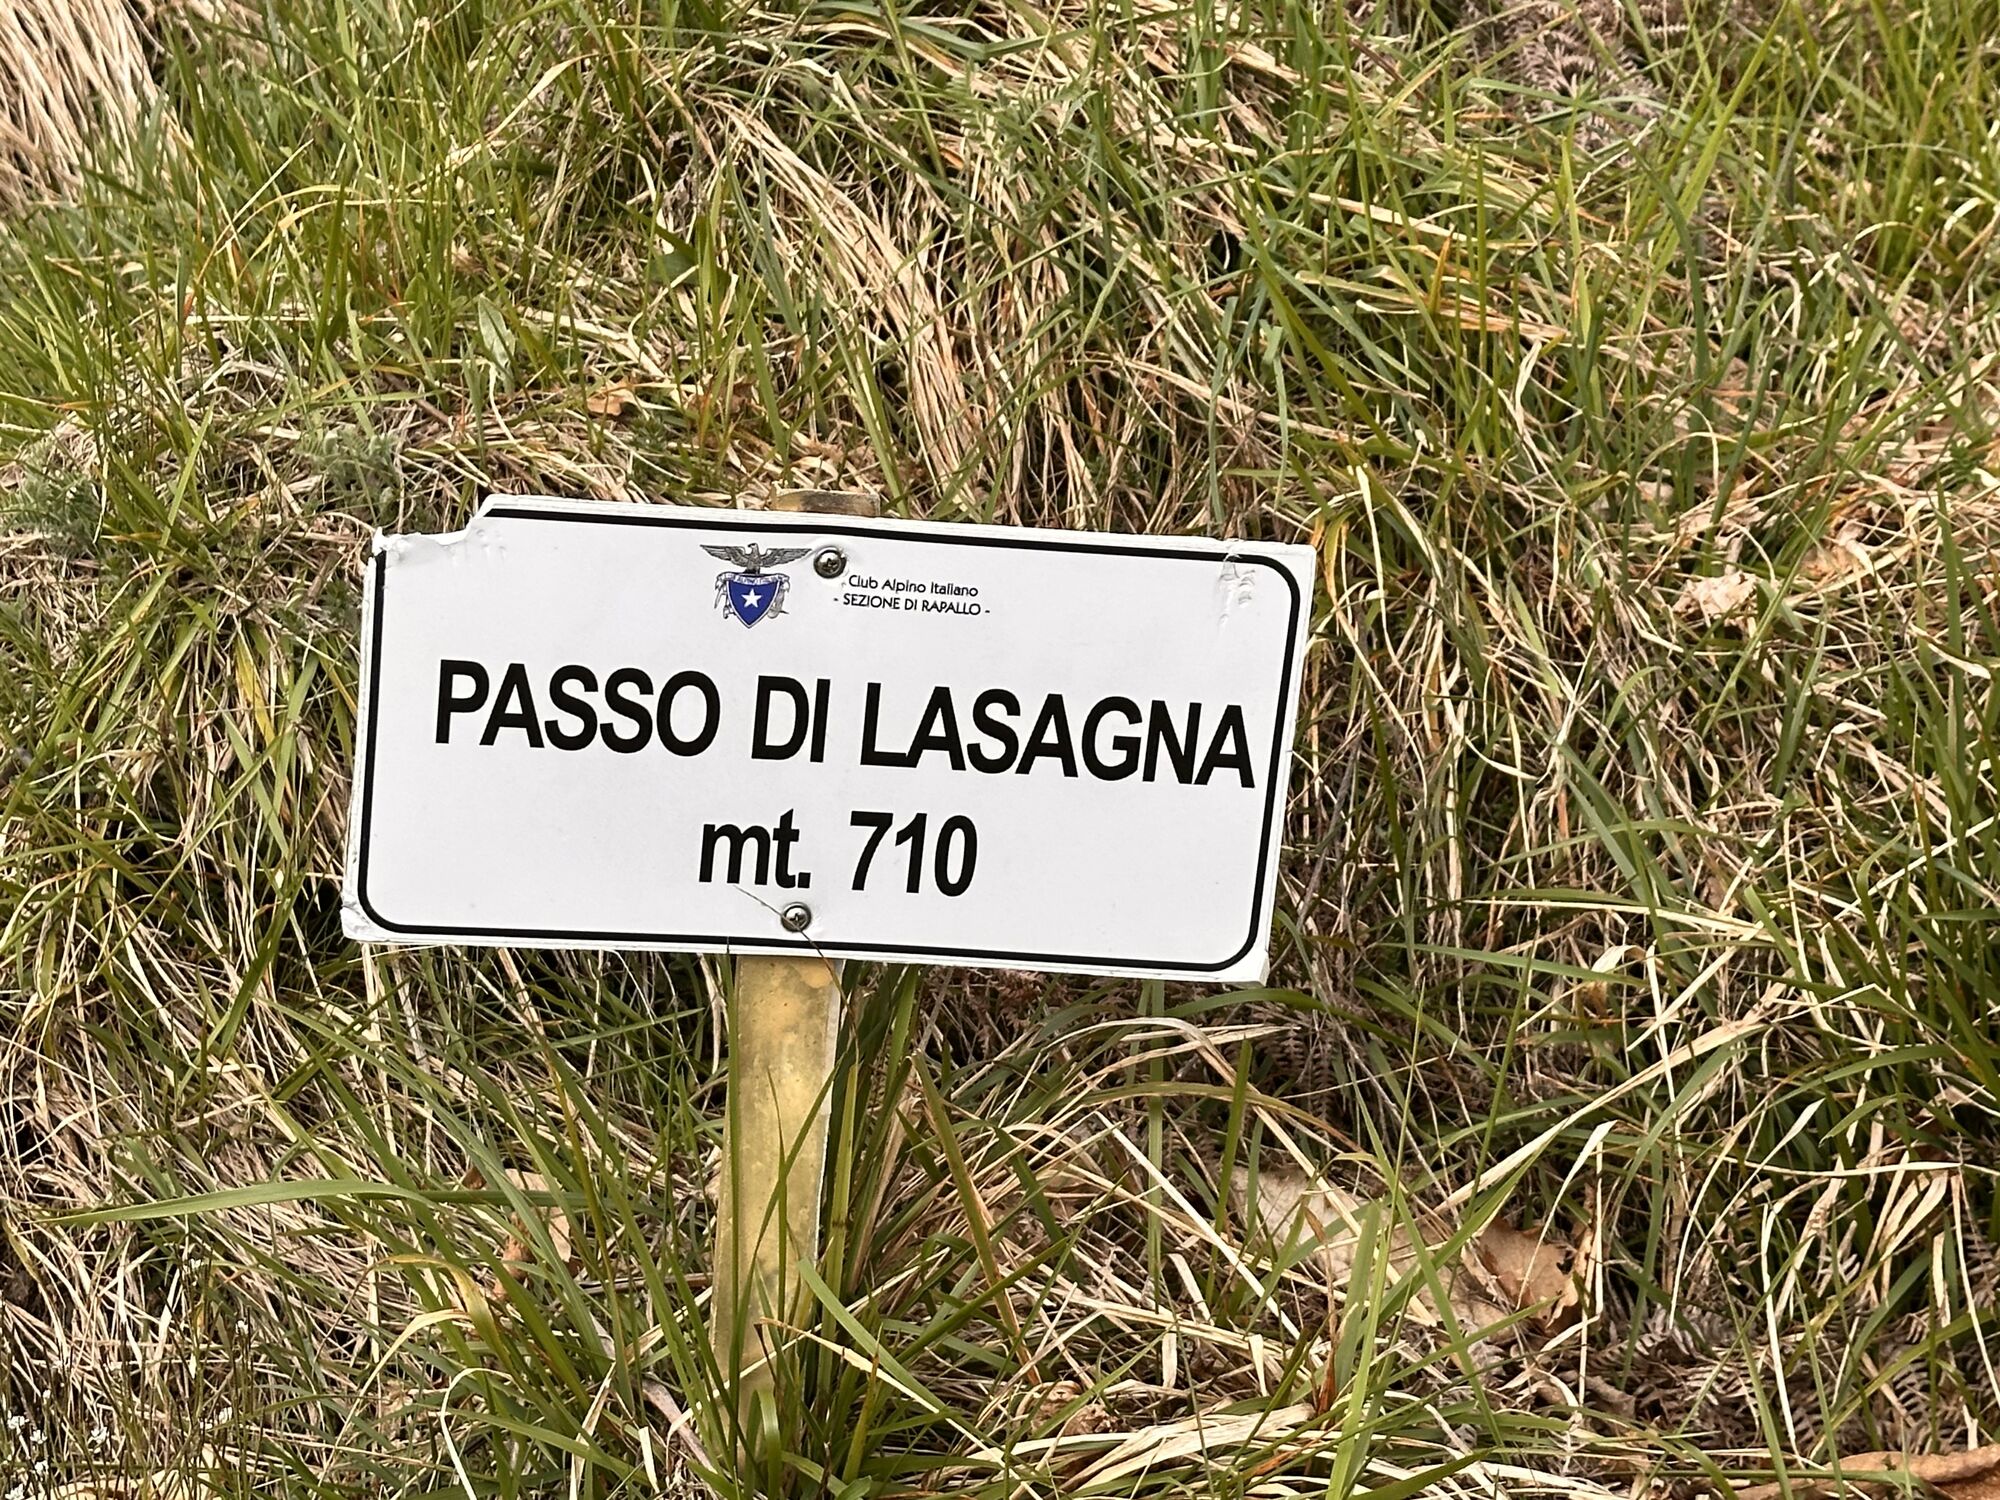 Club Alpino Italiano
- SEZIONE DI RAPALLO -
PASSO DI LASAGNA
mt. 710